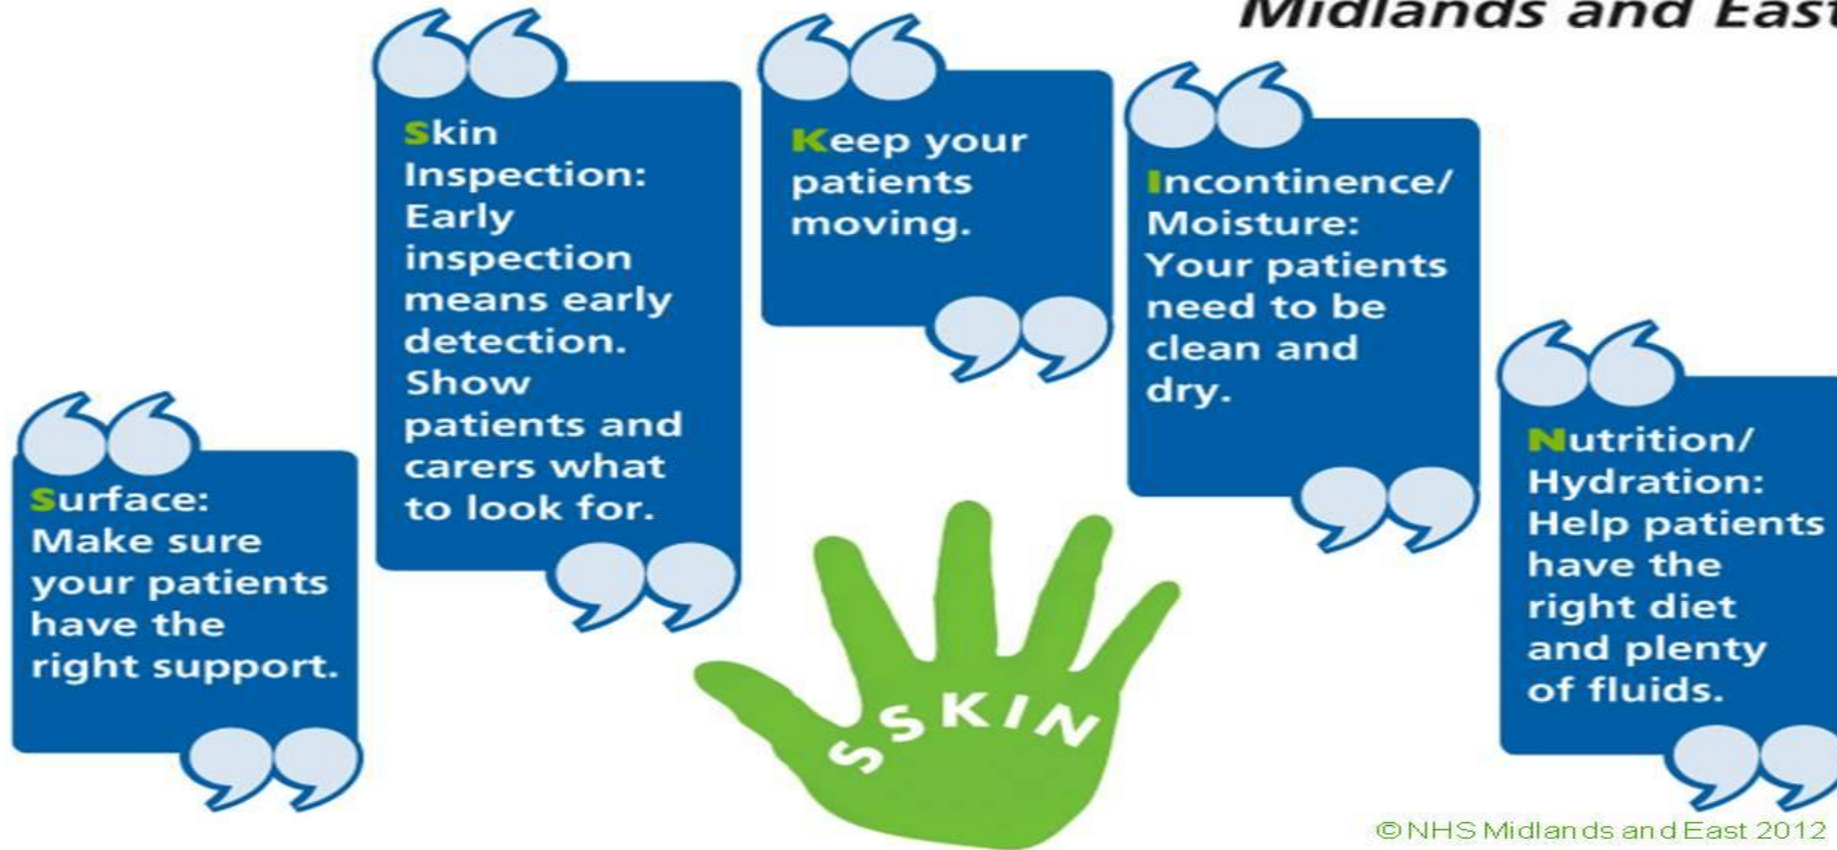 Midlands and East
Surface:
Make sure
your patients
have the
right support.
Skin
Inspection:
Early
inspection
means early
detection.
Show
patients and
carers what
to look for.
Keep your
patients
moving.
Incontinence/
Moisture:
Your patients
need to be
clean and
dry.
Nutrition/
Hydration:
Help patients
have the
right diet
and plenty
of fluids.
SSKIN
© NHS Midlands and East 2012